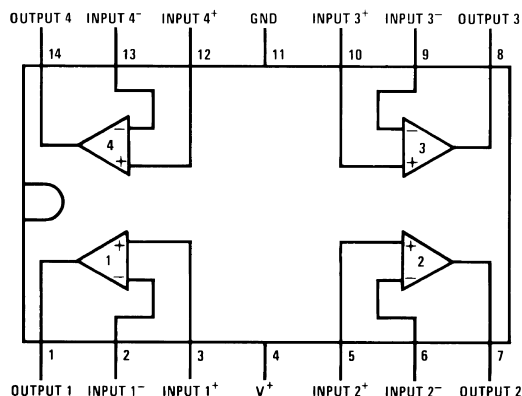 OUTPUT 4 INPUT 4- INPUT 4+ GND INPUT 3+ INPUT 3- OUTPUT 3
14 13 12 11 10 9 8
- -
4 3
+ +
+ +
1 2
- -
1 2 3 4 5 6 7
OUTPUT 1 INPUT 1- INPUT 1+ V+ INPUT 2+ INPUT 2- OUTPUT 2